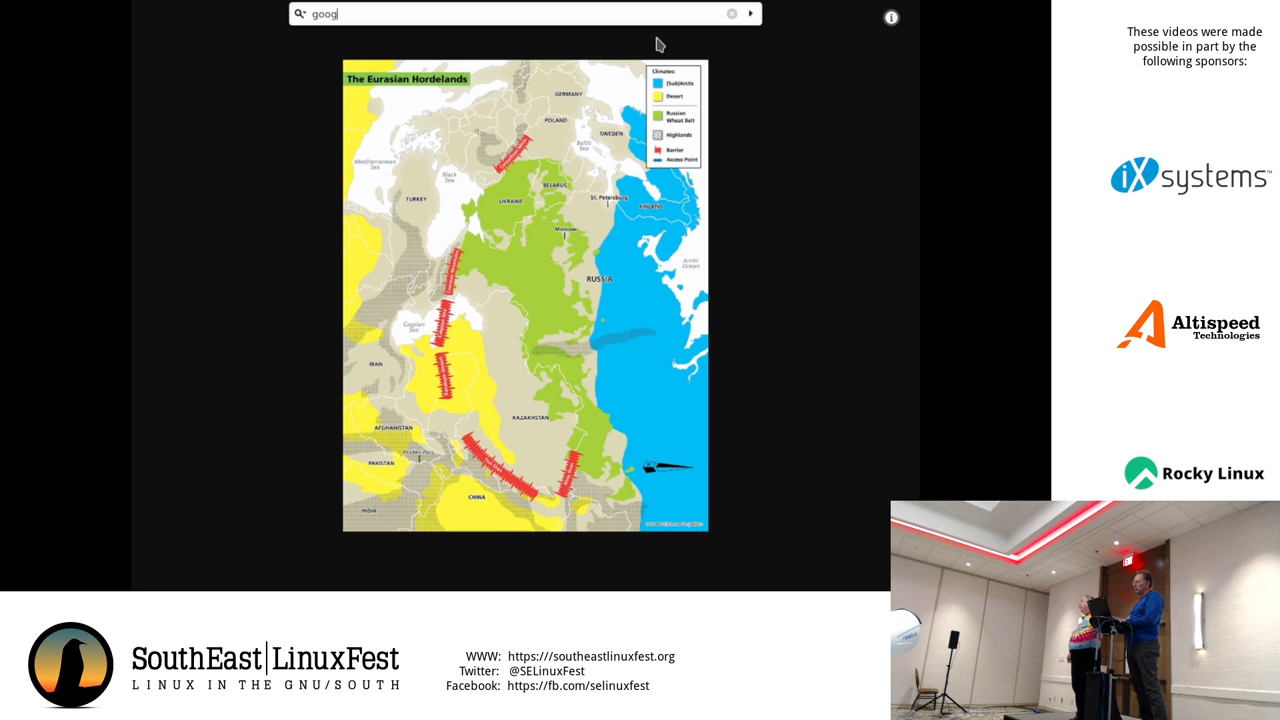 goog
The Eurasian Hordelands
Climates:
(Sub)Arctic
Desert
Russian
Wheat Belt
Highlands
Barrier
Access Point
GERMANY
POLAND
SWEDEN
Baltic
Sea
Mediterranean
Sea
Black
Sea
BELARUS
TURKEY
UKRAINE
St. Petersburg
FINLAND
Moscow
Arctic
Ocean
RUSSIA
Caspian
Sea
IRAN
KAZAKHSTAN
AFGHANISTAN
PAKISTAN
CHINA
INDIA
These videos were made
possible in part by the
following sponsors:
iXsystems™
Altispeed
Technologies
Rocky Linux
EXIT
SouthEast|LinuxFest
LINUX IN THE GNU/SOUTH
WWW: https:///southeastlinuxfest.org
Twitter: @SELinuxFest
Facebook: https://fb.com/selinuxfest